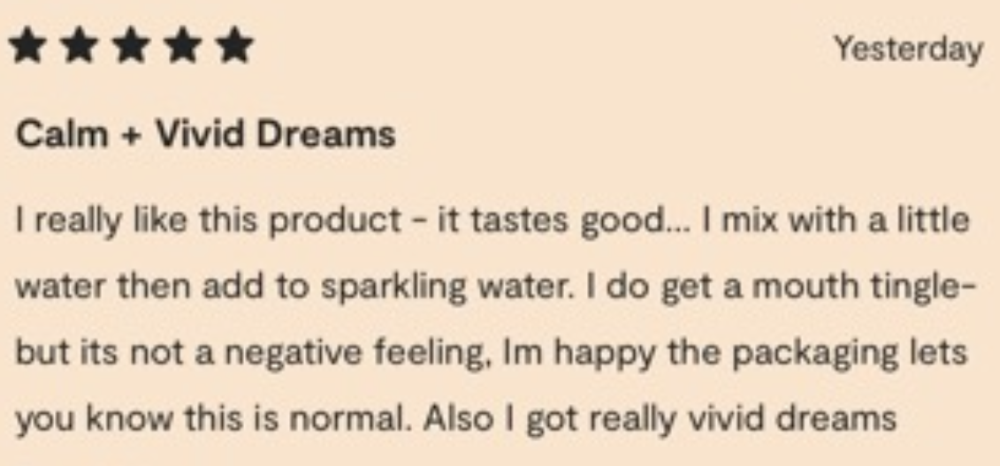 ★★★★★ Yesterday
Calm + Vivid Dreams
I really like this product - it tastes good... I mix with a little
water then add to sparkling water. I do get a mouth tingle-
but its not a negative feeling, Im happy the packaging lets
you know this is normal. Also I got really vivid dreams